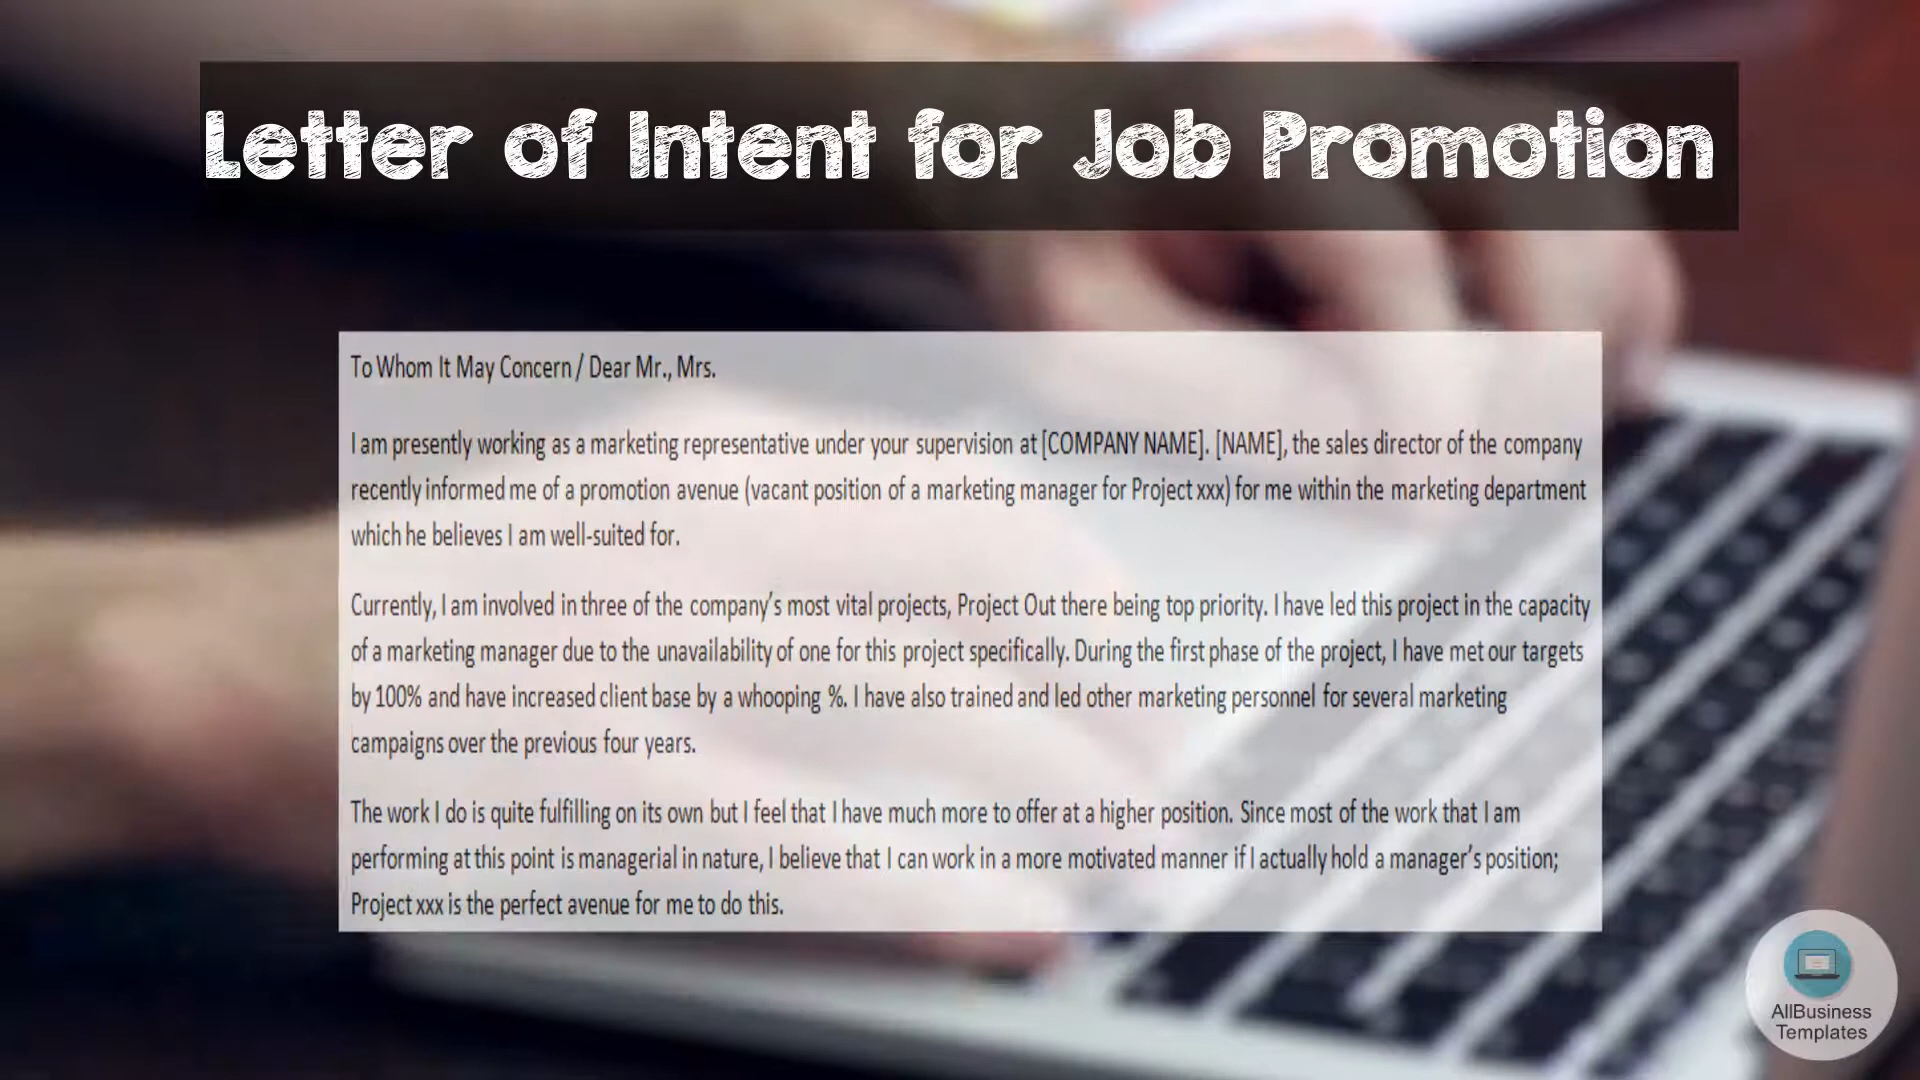 Letter of Intent for Job Promotion
To Whom It May Concern / Dear Mr., Mrs.
I am presently working as a marketing representative under your supervision at [COMPANY NAME]. [NAME], the sales director of the company
recently informed me of a promotion avenue (vacant position of a marketing manager for Project xxx) for me within the marketing department
which he believes I am well-suited for.
Currently, I am involved in three of the company’s most vital projects, Project Out there being top priority. I have led this project in the capacity
of a marketing manager due to the unavailability of one for this project specifically. During the first phase of the project, I have met our targets
by 100% and have increased client base by a whooping %. I have also trained and led other marketing personnel for several marketing
campaigns over the previous four years.
The work I do is quite fulfilling on its own but I feel that I have much more to offer at a higher position. Since most of the work that I am
performing at this point is managerial in nature, I believe that I can work in a more motivated manner if I actually hold a manager’s position;
Project xxx is the perfect avenue for me to do this.
AllBusiness
Templates